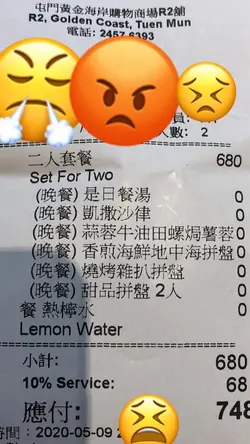 屯門黃金海岸購物商場R2舖
R2, Golden Coast, Tuen Mun
電話: 2457-6393
人數: 2
二人套餐 680
Set For Two
(晚餐) 是日餐湯 0
(晚餐) 凱撒沙律 0
(晚餐) 蒜蓉牛油田螺焗薯蓉 0
(晚餐) 香煎海鮮地中海拼盤 0
(晚餐) 燒烤雜扒拼盤 0
(晚餐) 甜品拼盤 2人 0
餐 熱檸水 0
Lemon Water
小計: 680
10% Service: 68
應付: 748
時間: 2020-05-09 2